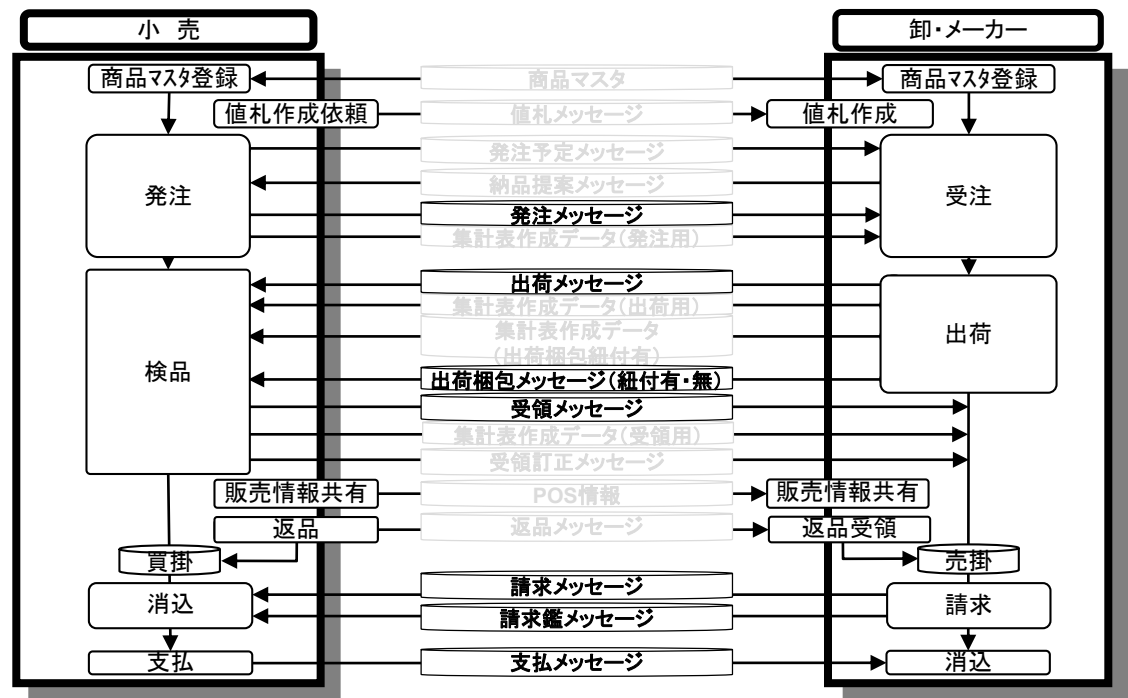 小 売
卸・メーカー
商品マスタ登録
商品マスタ
商品マスタ登録
値札作成依頼
値札メッセージ
値札作成
発注予定メッセージ
納品提案メッセージ
発注
受注
発注メッセージ
集計表作成データ(発注用)
出荷メッセージ
集計表作成データ(出荷用)
集計表作成データ
(出荷梱包紐付有)
出荷
検品
出荷梱包メッセージ(紐付有・無)
受領メッセージ
集計表作成データ(受領用)
受領訂正メッセージ
販売情報共有
POS情報
販売情報共有
返品
返品メッセージ
返品受領
買掛
売掛
請求メッセージ
消込
請求
請求鑑メッセージ
支払
支払メッセージ
消込